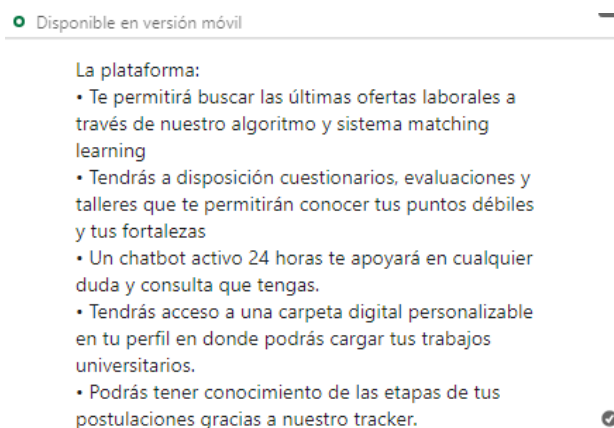 Disponible en versión móvil
La plataforma:
• Te permitirá buscar las últimas ofertas laborales a
través de nuestro algoritmo y sistema matching
learning
• Tendrás a disposición cuestionarios, evaluaciones y
talleres que te permitirán conocer tus puntos débiles
y tus fortalezas
• Un chatbot activo 24 horas te apoyará en cualquier
duda y consulta que tengas.
• Tendrás acceso a una carpeta digital personalizable
en tu perfil en donde podrás cargar tus trabajos
universitarios.
• Podrás tener conocimiento de las etapas de tus
postulaciones gracias a nuestro tracker.